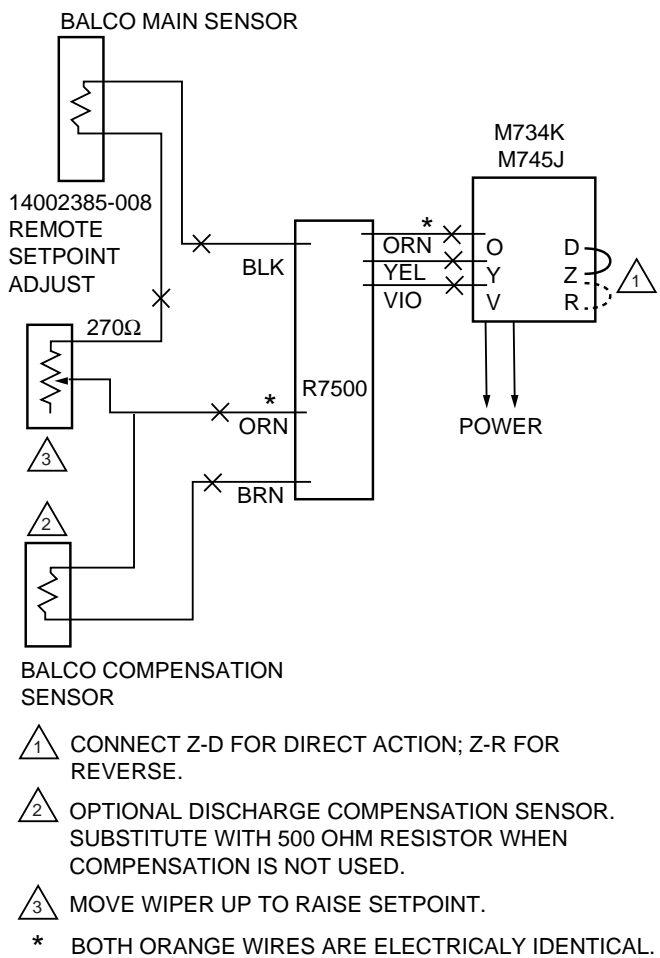 BALCO MAIN SENSOR
M734K
M745J
14002385-008
REMOTE
SETPOINT
ADJUST
270Ω
BLK
*
ORN
YEL
VIO
O
Y
V
D
Z
R
1
R7500
*
ORN
POWER
3
BRN
2
BALCO COMPENSATION
SENSOR
1 CONNECT Z-D FOR DIRECT ACTION; Z-R FOR
REVERSE.
2 OPTIONAL DISCHARGE COMPENSATION SENSOR.
SUBSTITUTE WITH 500 OHM RESISTOR WHEN
COMPENSATION IS NOT USED.
3 MOVE WIPER UP TO RAISE SETPOINT.
* BOTH ORANGE WIRES ARE ELECTRICALY IDENTICAL.